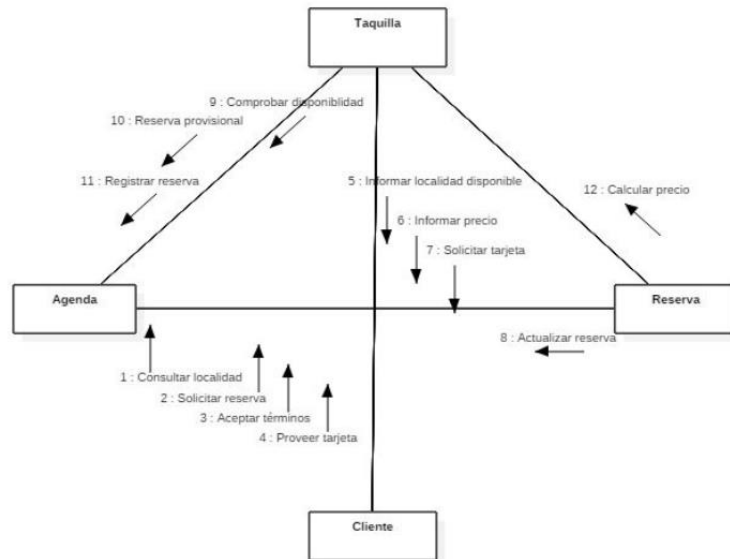 Taquilla
9 : Comprobar disponiblidad
10 : Reserva provisional
11 : Registrar reserva
5 : Informar localidad disponible
12 : Calcular precio
6 : Informar precio
7 : Solicitar tarjeta
Agenda
Reserva
8 : Actualizar reserva
1 : Consultar localidad
2 : Solicitar reserva
3 : Aceptar términos
4 : Proveer tarjeta
Cliente